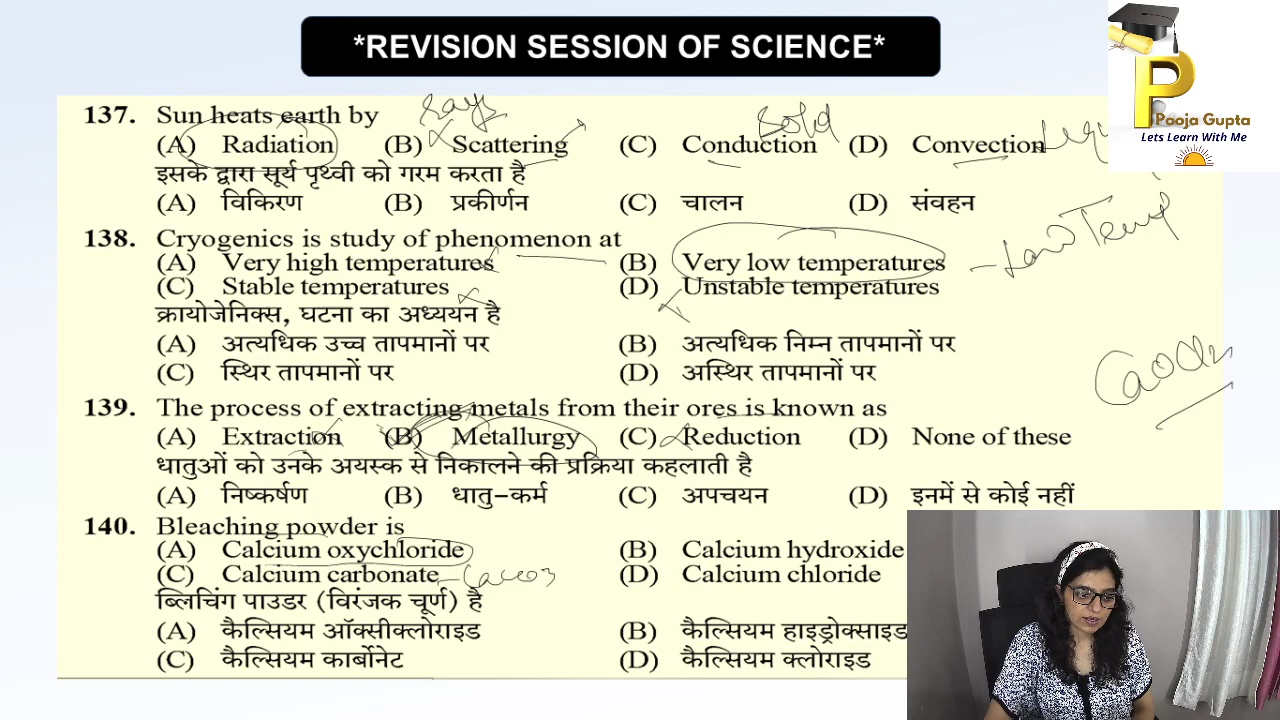 *REVISION SESSION OF SCIENCE*
P
Pooja Gupta
Lets Learn With Me
137. Sun heats earth by
rays
(A) Radiation (B) Scattering (C) Conduction (D) Convection
इसके द्वारा सूर्य पृथ्वी को गरम करता है
(A) विकिरण (B) प्रकीर्णन (C) चालन (D) संवहन
138. Cryogenics is study of phenomenon at
(A) Very high temperatures (B) Very low temperatures
Low Temp
(C) Stable temperatures (D) Unstable temperatures
क्रायोजेनिक्स, घटना का अध्ययन है
(A) अत्यधिक उच्च तापमानों पर (B) अत्यधिक निम्न तापमानों पर
(C) स्थिर तापमानों पर (D) अस्थिर तापमानों पर
139. The process of extracting metals from their ores is known as
(A) Extraction (B) Metallurgy (C) Reduction (D) None of these
धातुओं को उनके अयस्क से निकालने की प्रक्रिया कहलाती है
(A) निष्कर्षण (B) धातु-कर्म (C) अपचयन (D) इनमें से कोई नहीं
140. Bleaching powder is
(A) Calcium oxychloride (B) Calcium hydroxide
(C) Calcium carbonate - CaCO3 (D) Calcium chloride
ब्लिचिंग पाउडर (विरंजक चूर्ण) है
(A) कैल्सियम ऑक्सीक्लोराइड (B) कैल्सियम हाइड्रोक्साइड
(C) कैल्सियम कार्बोनेट (D) कैल्सियम क्लोराइड